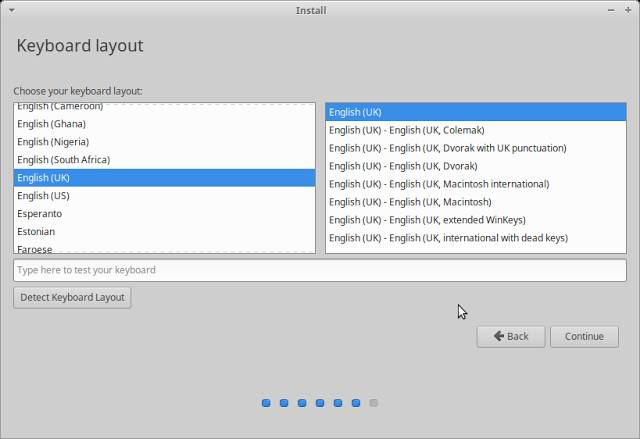 Install
Keyboard layout
Choose your keyboard layout:
English (Cameroon)
English (Ghana)
English (Nigeria)
English (South Africa)
English (UK)
English (US)
Esperanto
Estonian
Faroese
English (UK)
English (UK) - English (UK, Colemak)
English (UK) - English (UK, Dvorak with UK punctuation)
English (UK) - English (UK, Dvorak)
English (UK) - English (UK, Macintosh international)
English (UK) - English (UK, Macintosh)
English (UK) - English (UK, extended WinKeys)
English (UK) - English (UK, international with dead keys)
Type here to test your keyboard
Detect Keyboard Layout
Back
Continue